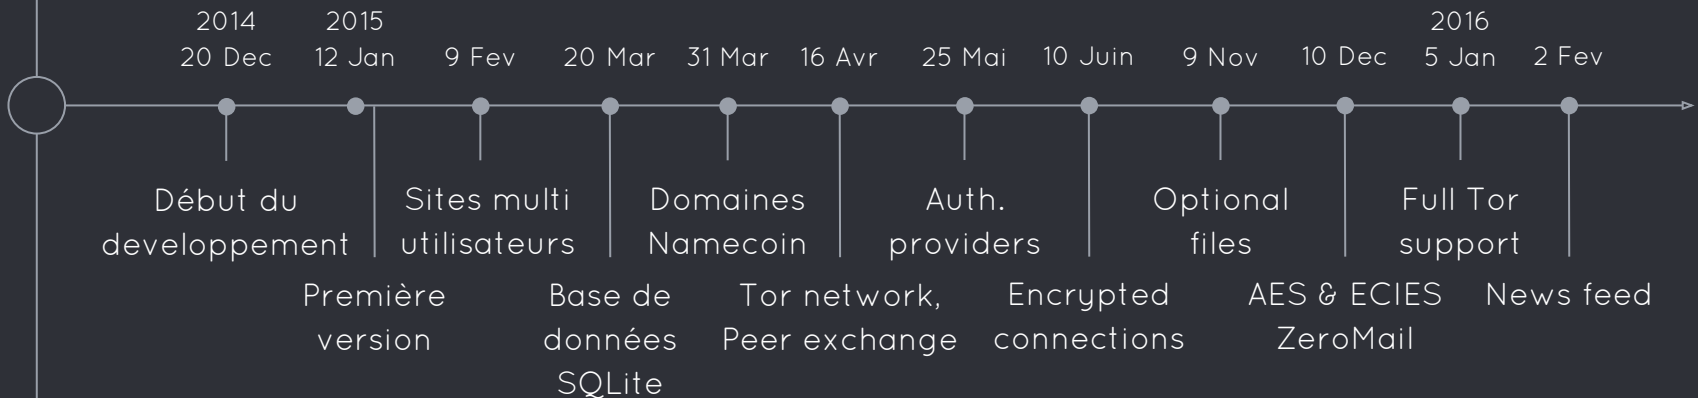 2014
20 Dec
2015
12 Jan
9 Fev
20 Mar
31 Mar
16 Avr
25 Mai
10 Juin
9 Nov
10 Dec
2016
5 Jan
2 Fev
Début du
developpement
Première
version
Sites multi
utilisateurs
Base de
données
SQLite
Domaines
Namecoin
Tor network,
Peer exchange
Auth.
providers
Encrypted
connections
Optional
files
AES & ECIES
ZeroMail
Full Tor
support
News feed